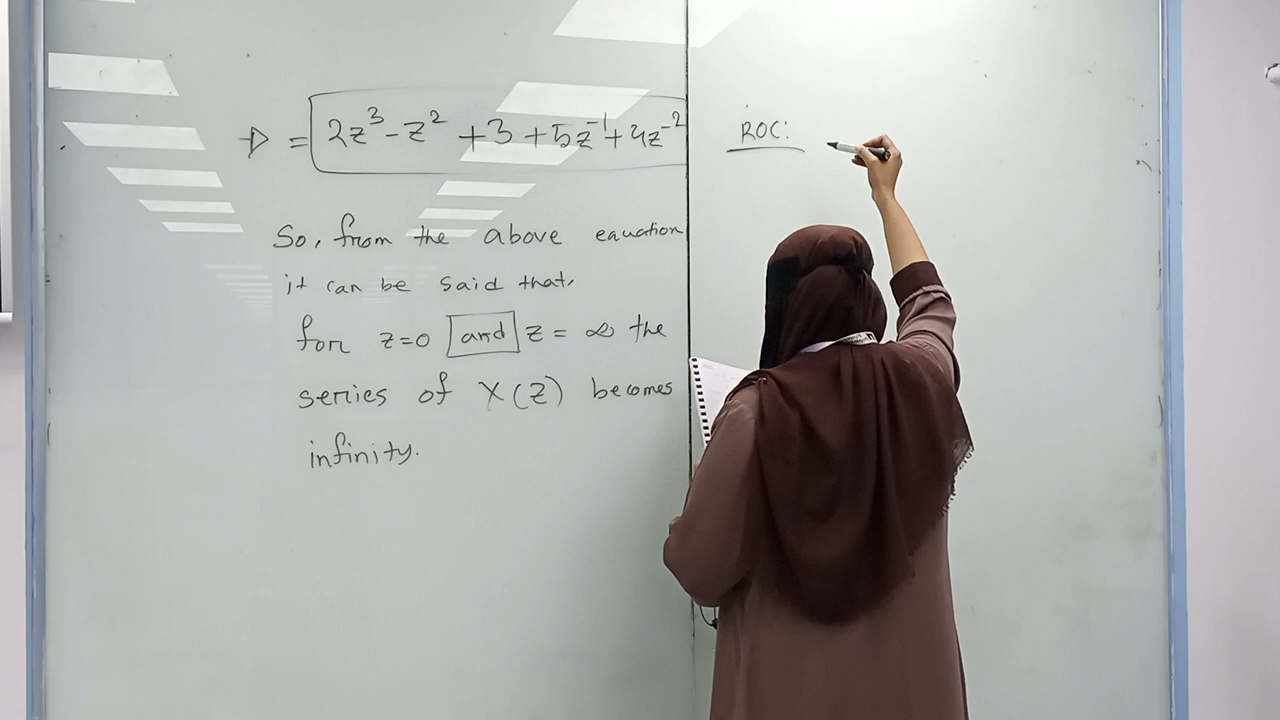 → = 2z³ - z² + 3 + 5z⁻¹ + 4z⁻²
So, from the above equation
it can be said that,
for z=0 and z = ∞ the
series of X(Z) becomes
infinity.
ROC: